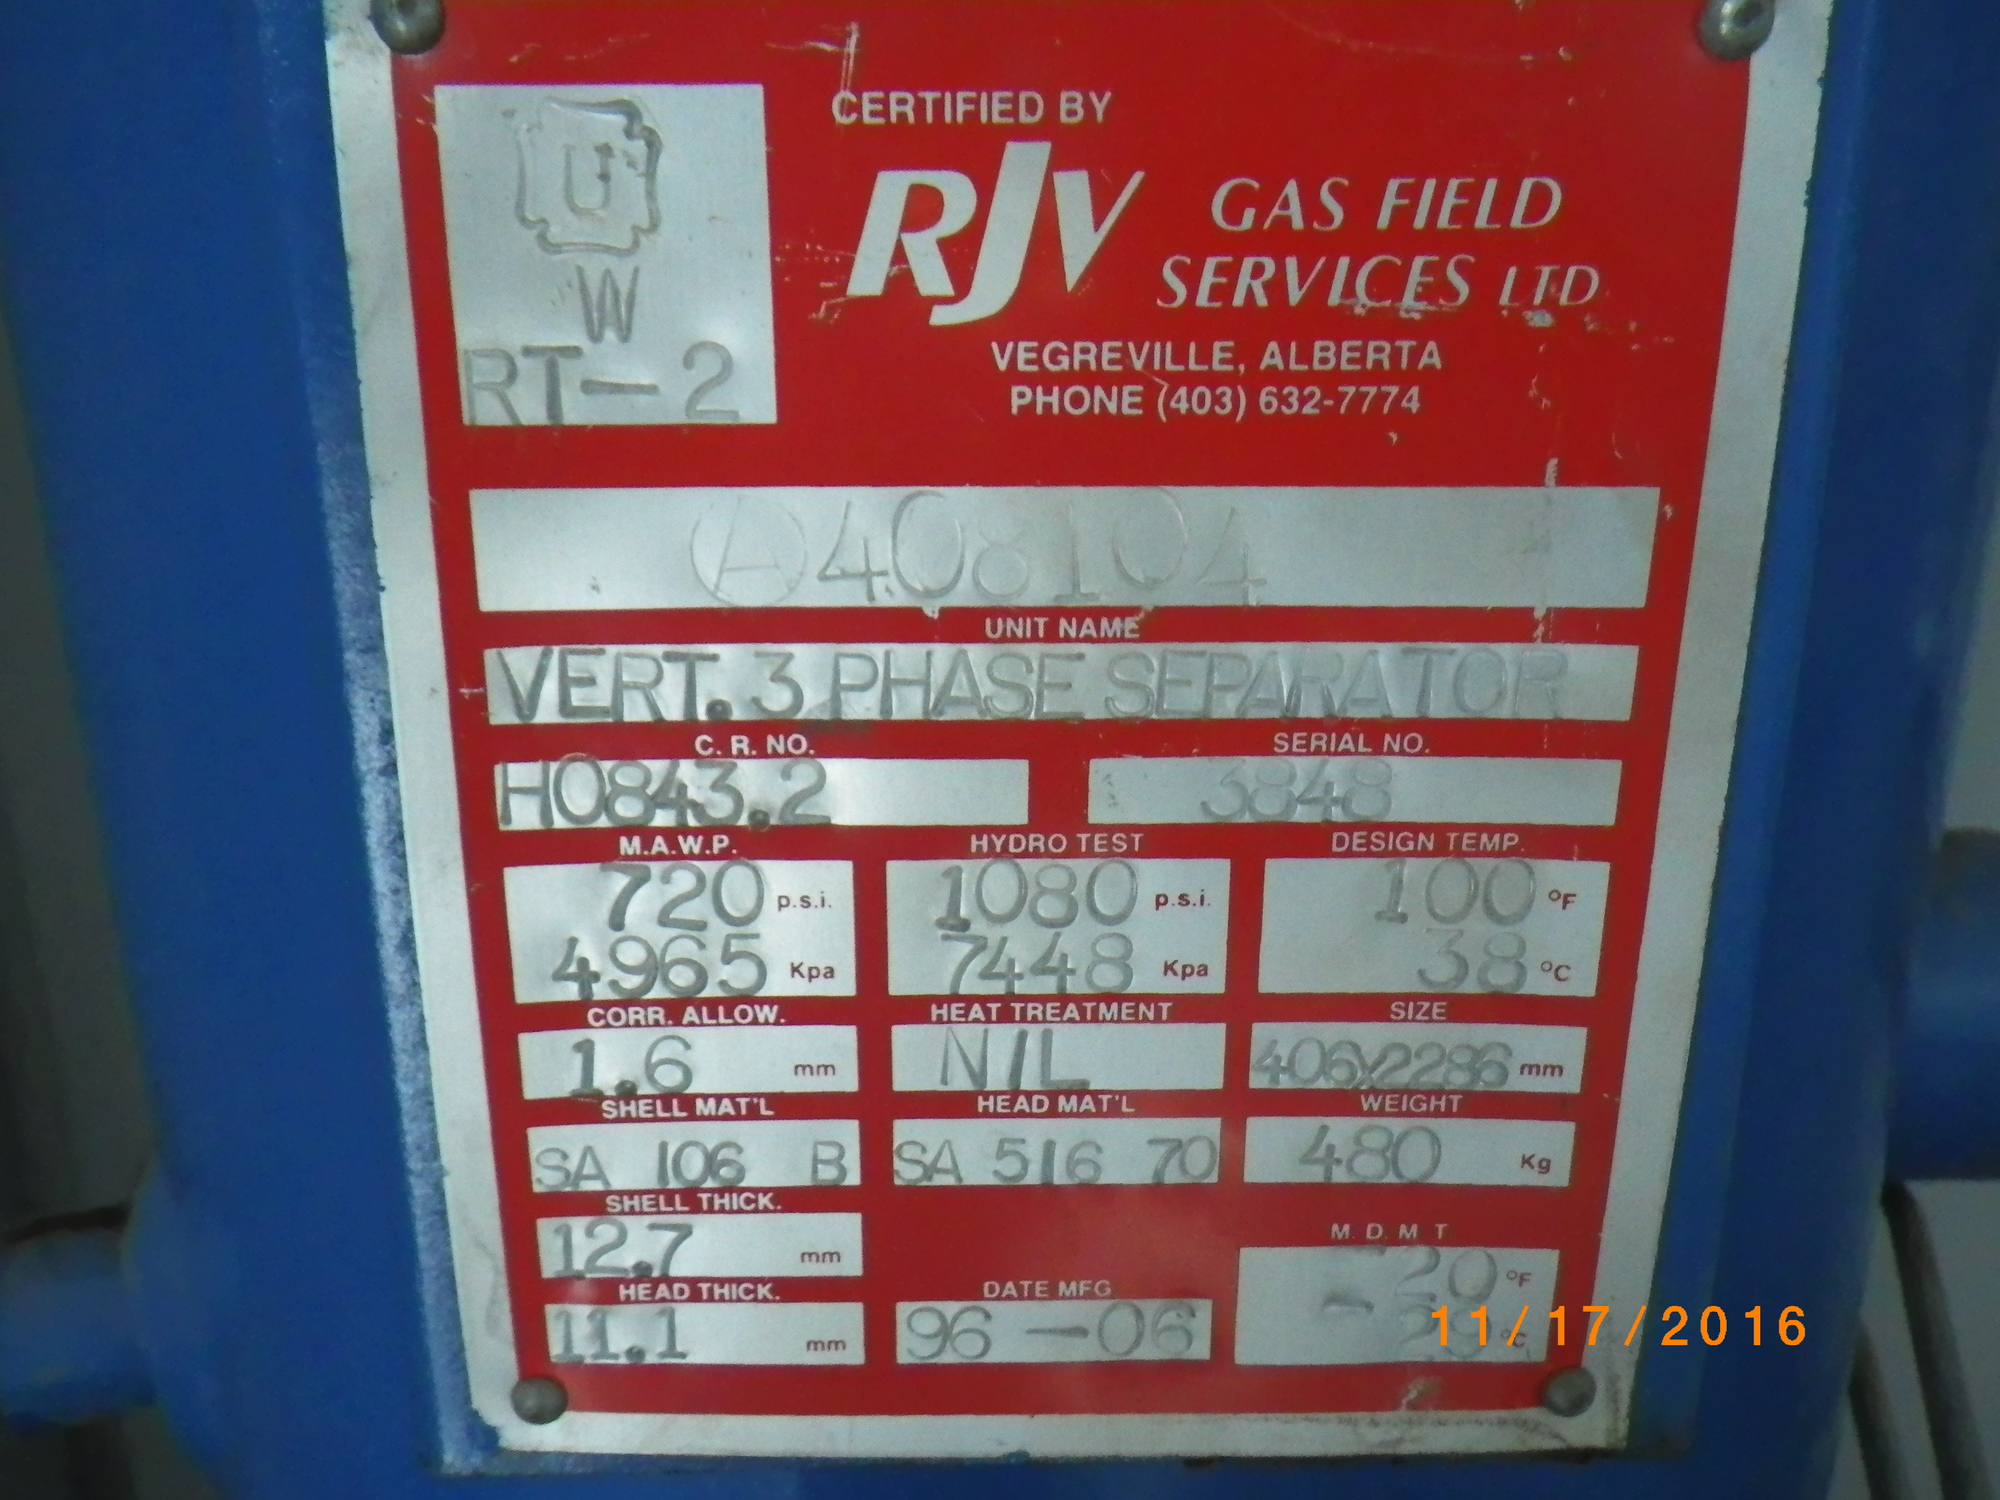 U
W
RT-2
CERTIFIED BY
RJV GAS FIELD
SERVICES LTD
VEGREVILLE, ALBERTA
PHONE (403) 632-7774
A 408104
UNIT NAME
VERT. 3 PHASE SEPARATOR
C. R. NO. SERIAL NO.
H0843.2 3848
M.A.W.P. HYDRO TEST DESIGN TEMP.
720 p.s.i. 1080 p.s.i. 100 °F
4965 Kpa 7448 Kpa 38 °C
CORR. ALLOW. HEAT TREATMENT SIZE
1.6 mm NIL 406X2286 mm
SHELL MAT'L HEAD MAT'L WEIGHT
SA 106 B SA 516 70 480 Kg
SHELL THICK.
12.7 mm M. D. M T
HEAD THICK. DATE MFG -20 °F
11.1 mm 96-06 -29 °C
11/17/2016